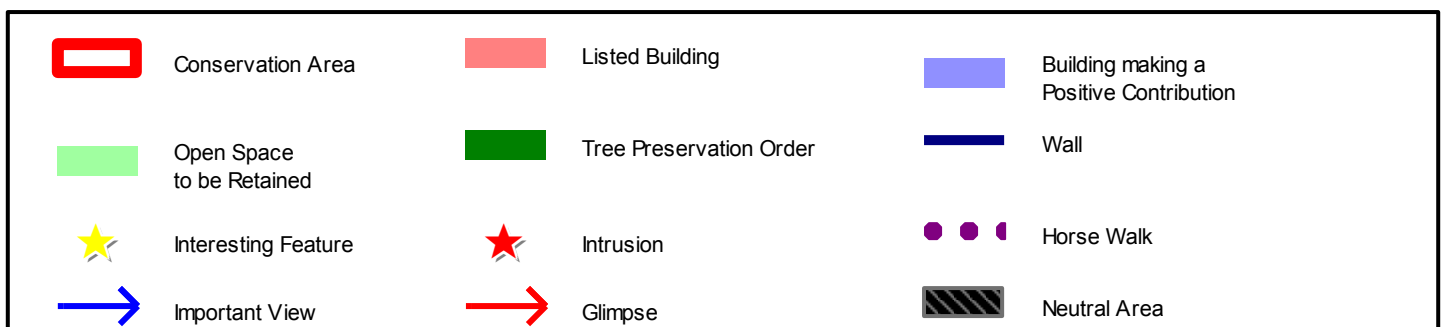 Conservation Area
Listed Building
Building making a
Positive Contribution
Open Space
to be Retained
Tree Preservation Order
Wall
Interesting Feature
Intrusion
Horse Walk
Important View
Glimpse
Neutral Area